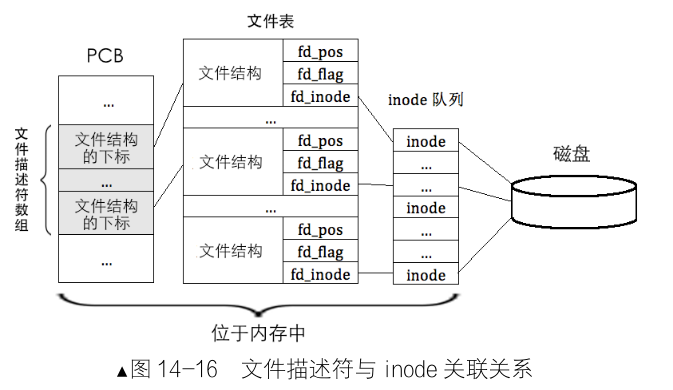 文件表
PCB
...
文件描述符数组
文件结构
的下标
...
文件结构
的下标
...
文件结构
fd_pos
fd_flag
fd_inode
...
文件结构
fd_pos
fd_flag
fd_inode
...
文件结构
fd_pos
fd_flag
fd_inode
inode 队列
inode
...
...
inode
...
...
inode
磁盘
位于内存中
▲图 14-16 文件描述符与 inode 关联关系